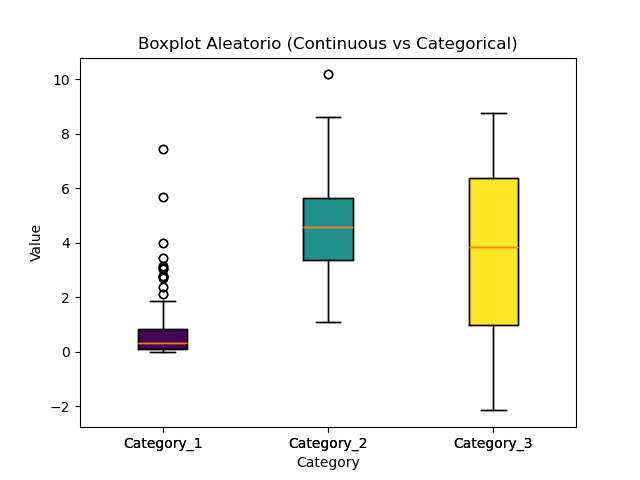 Boxplot Aleatorio (Continuous vs Categorical)
10
8
6
4
2
0
−2
Value
Category_1
Category_2
Category_3
Category